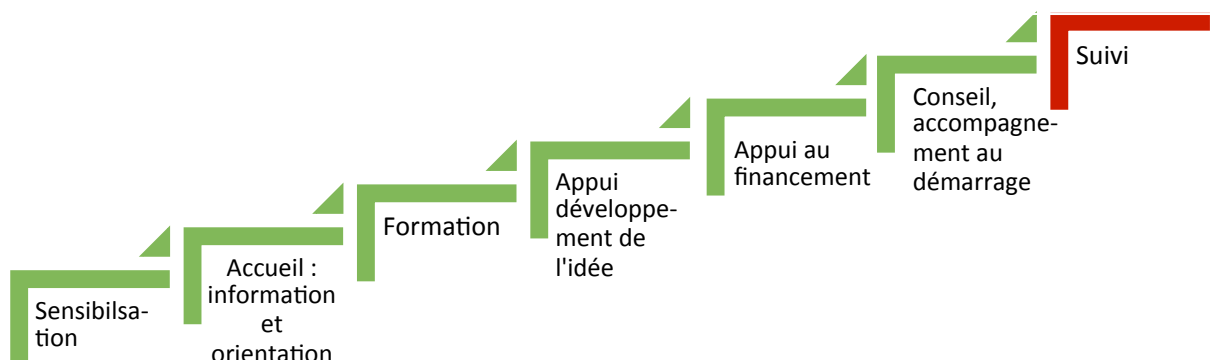 Sensibilsa-
tion
Accueil :
information
et
orientation
Formation
Appui
développe-
ment de
l'idée
Appui au
financement
Conseil,
accompagne-
ment au
démarrage
Suivi